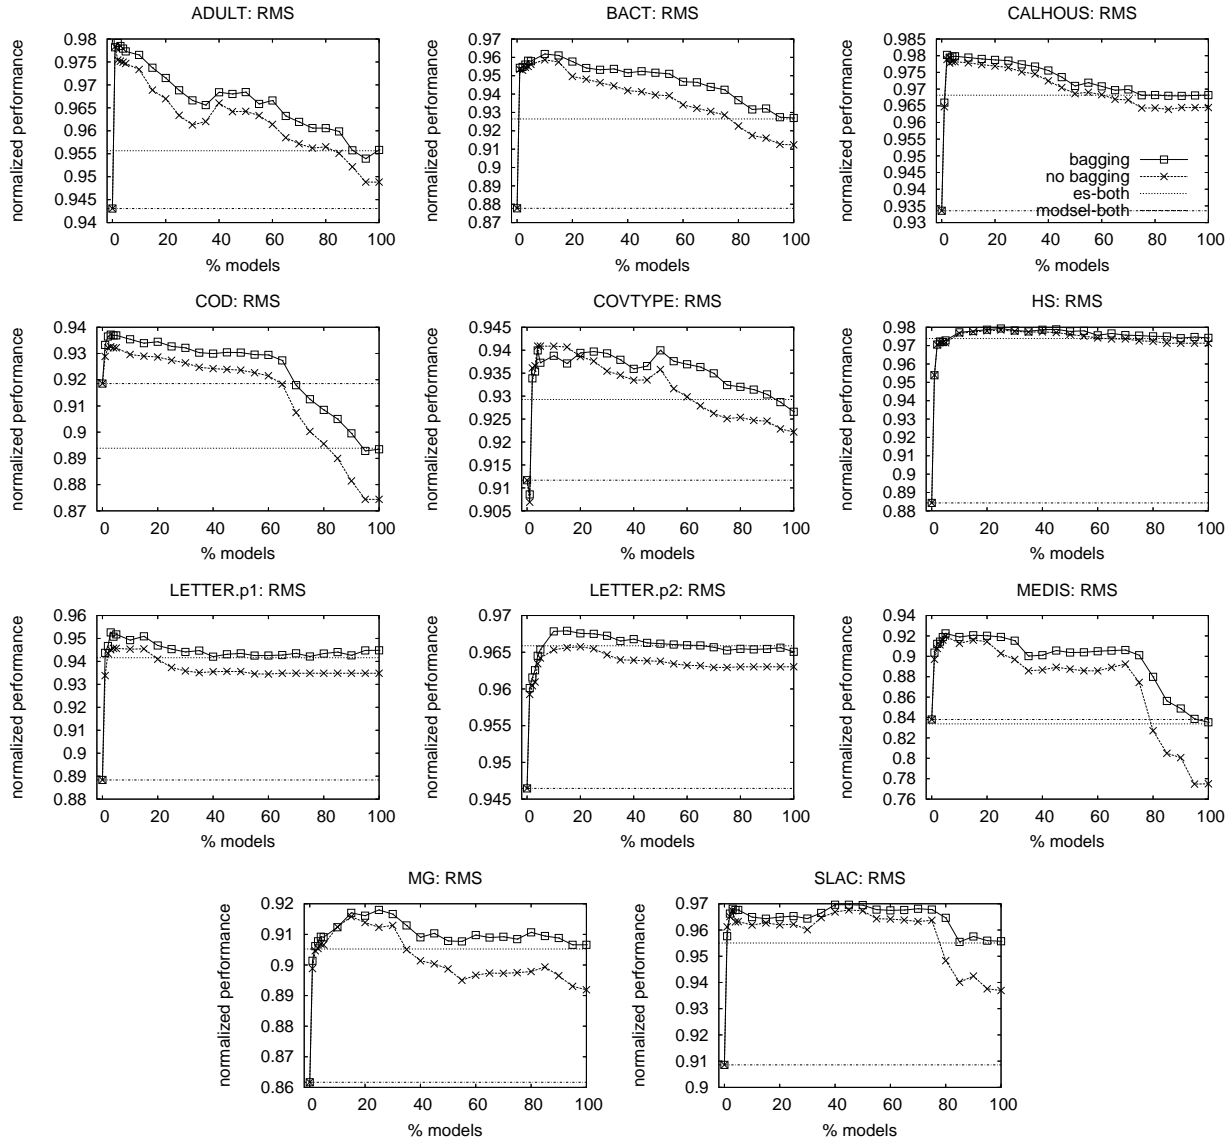 ADULT: RMS
normalized performance
0.98
0.975
0.97
0.965
0.96
0.955
0.95
0.945
0.94
0 20 40 60 80 100
% models
BACT: RMS
normalized performance
0.97
0.96
0.95
0.94
0.93
0.92
0.91
0.9
0.89
0.88
0.87
0 20 40 60 80 100
% models
CALHOUS: RMS
normalized performance
0.985
0.98
0.975
0.97
0.965
0.96
0.955
0.95
0.945
0.94
0.935
0.93
bagging
no bagging
es-both
modsel-both
0 20 40 60 80 100
% models
COD: RMS
normalized performance
0.94
0.93
0.92
0.91
0.9
0.89
0.88
0.87
0 20 40 60 80 100
% models
COVTYPE: RMS
normalized performance
0.945
0.94
0.935
0.93
0.925
0.92
0.915
0.91
0.905
0 20 40 60 80 100
% models
HS: RMS
normalized performance
0.98
0.97
0.96
0.95
0.94
0.93
0.92
0.91
0.9
0.89
0.88
0 20 40 60 80 100
% models
LETTER.p1: RMS
normalized performance
0.96
0.95
0.94
0.93
0.92
0.91
0.9
0.89
0.88
0 20 40 60 80 100
% models
LETTER.p2: RMS
normalized performance
0.97
0.965
0.96
0.955
0.95
0.945
0 20 40 60 80 100
% models
MEDIS: RMS
normalized performance
0.94
0.92
0.9
0.88
0.86
0.84
0.82
0.8
0.78
0.76
0 20 40 60 80 100
% models
MG: RMS
normalized performance
0.92
0.91
0.9
0.89
0.88
0.87
0.86
0 20 40 60 80 100
% models
SLAC: RMS
normalized performance
0.97
0.96
0.95
0.94
0.93
0.92
0.91
0.9
0 20 40 60 80 100
% models